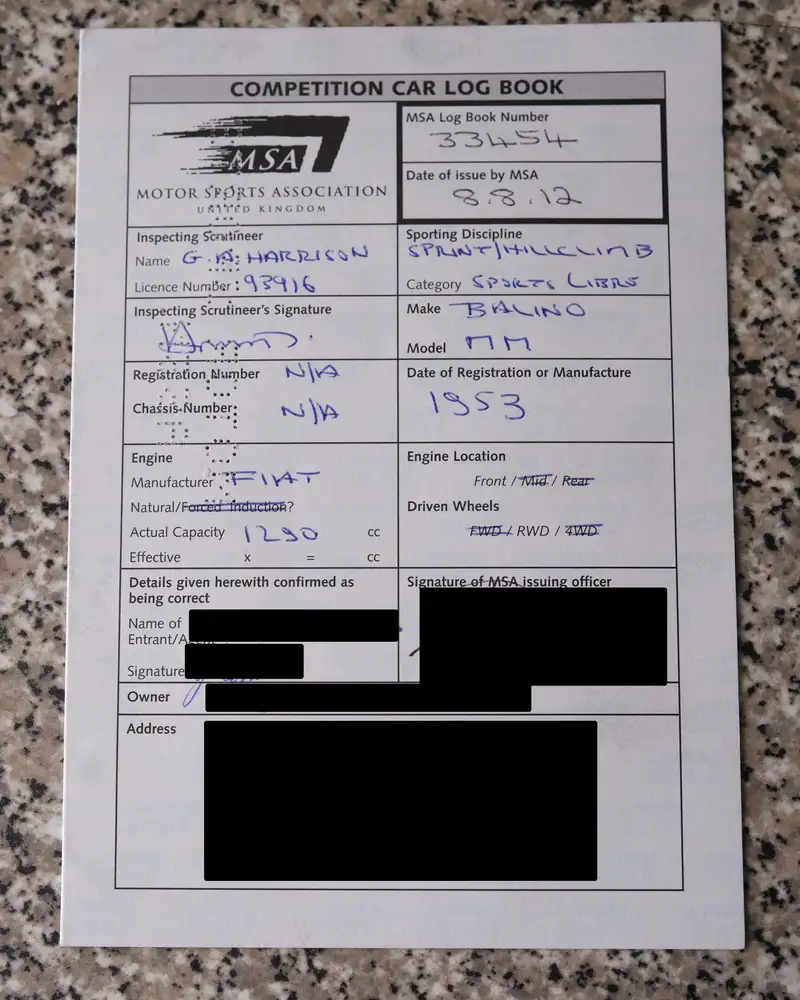 COMPETITION CAR LOG BOOK
MSA
MOTOR SPORTS ASSOCIATION
UNITED KINGDOM
MSA Log Book Number
33454
Date of issue by MSA
8.8.12
Inspecting Scrutineer
Name G. A. HARRISON
Licence Number : 93916
Sporting Discipline
SPRINT/HILLCLIMB
Category SPORTS LIBRE
Inspecting Scrutineer's Signature
Make BALINO
Model MM
Registration Number N/A
Chassis Number: N/A
Date of Registration or Manufacture
1953
Engine
Manufacturer FIAT
Natural/Forced Induction?
Actual Capacity 1290 cc
Effective x = cc
Engine Location
Front / Mid / Rear
Driven Wheels
FWD / RWD / 4WD
Details given herewith confirmed as
being correct
Name of
Entrant/
Signature
Signature of MSA issuing officer
Owner
Address